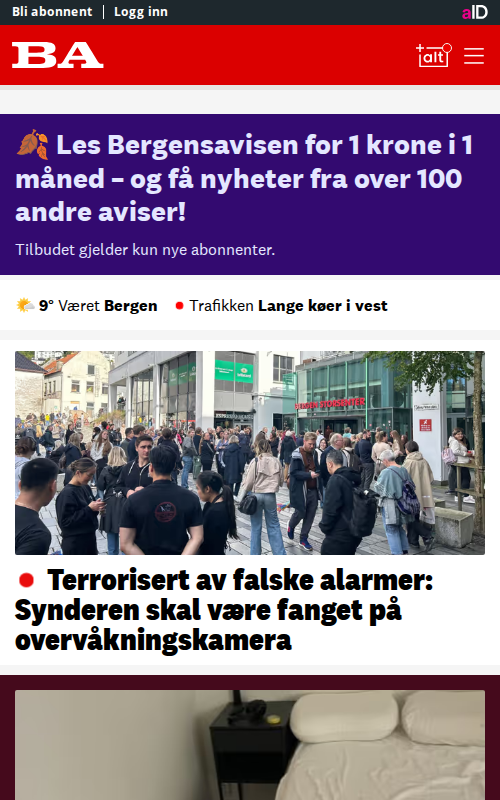 Bli abonnent | Logg inn
aID
BA
+alt
Les Bergensavisen for 1 krone i 1
måned – og få nyheter fra over 100
andre aviser!
Tilbudet gjelder kun nye abonnenter.
9° Været Bergen
Trafikken Lange køer i vest
Terrorisert av falske alarmer:
Synderen skal være fanget på
overvåkningskamera